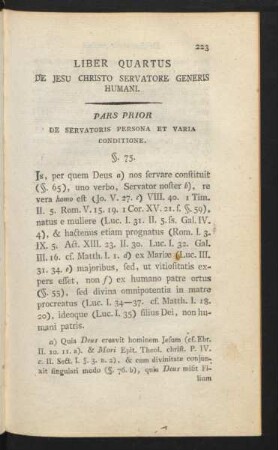 223
LIBER QUARTUS
DE JESU CHRISTO SERVATORE GENERIS
HUMANI.
PARS PRIOR
DE SERVATORIS PERSONA ET VARIA
CONDITIONE.
§. 75.
Is, per quem Deus a) nos servare constituit
(§. 65), uno verbo, Servator noster b), re
vera homo est (Jo. V. 27. c) VIII. 40. 1 Tim.
II. 5. Rom. V. 15. 19. 1 Cor. XV. 21. f. §. 59),
natus e muliere (Luc. I. 31. II. 5. ss. Gal. IV.
4), & hactenus etiam prognatus (Rom. I. 3.
IX. 5. Act. XIII. 23. II. 30. Luc. I. 32. Gal.
III. 16. cf. Matth. I. 1. d) ex Mariæ (Luc. III.
31. 34. e) majoribus, sed, ut vitiositatis ex-
pers esset, non f) ex humano patre ortus
(§. 55), sed divina omnipotentia in matre
procreatus (Luc. I. 34—37. cf. Matth. I. 18.
20), ideoque (Luc. I. 35) filius Dei, non hu-
mani patris.
a) Quia Deus creavit hominem Jesum (cf. Ebr.
II. 10. 11. 2), & Mori Epit. Theol. christ. P. IV.
c. II. Sect. I. §. 3. n. 2), & cum divinitate conjun-
xit singulari modo (§. 76. b), quia Deus misit Fi-
lium